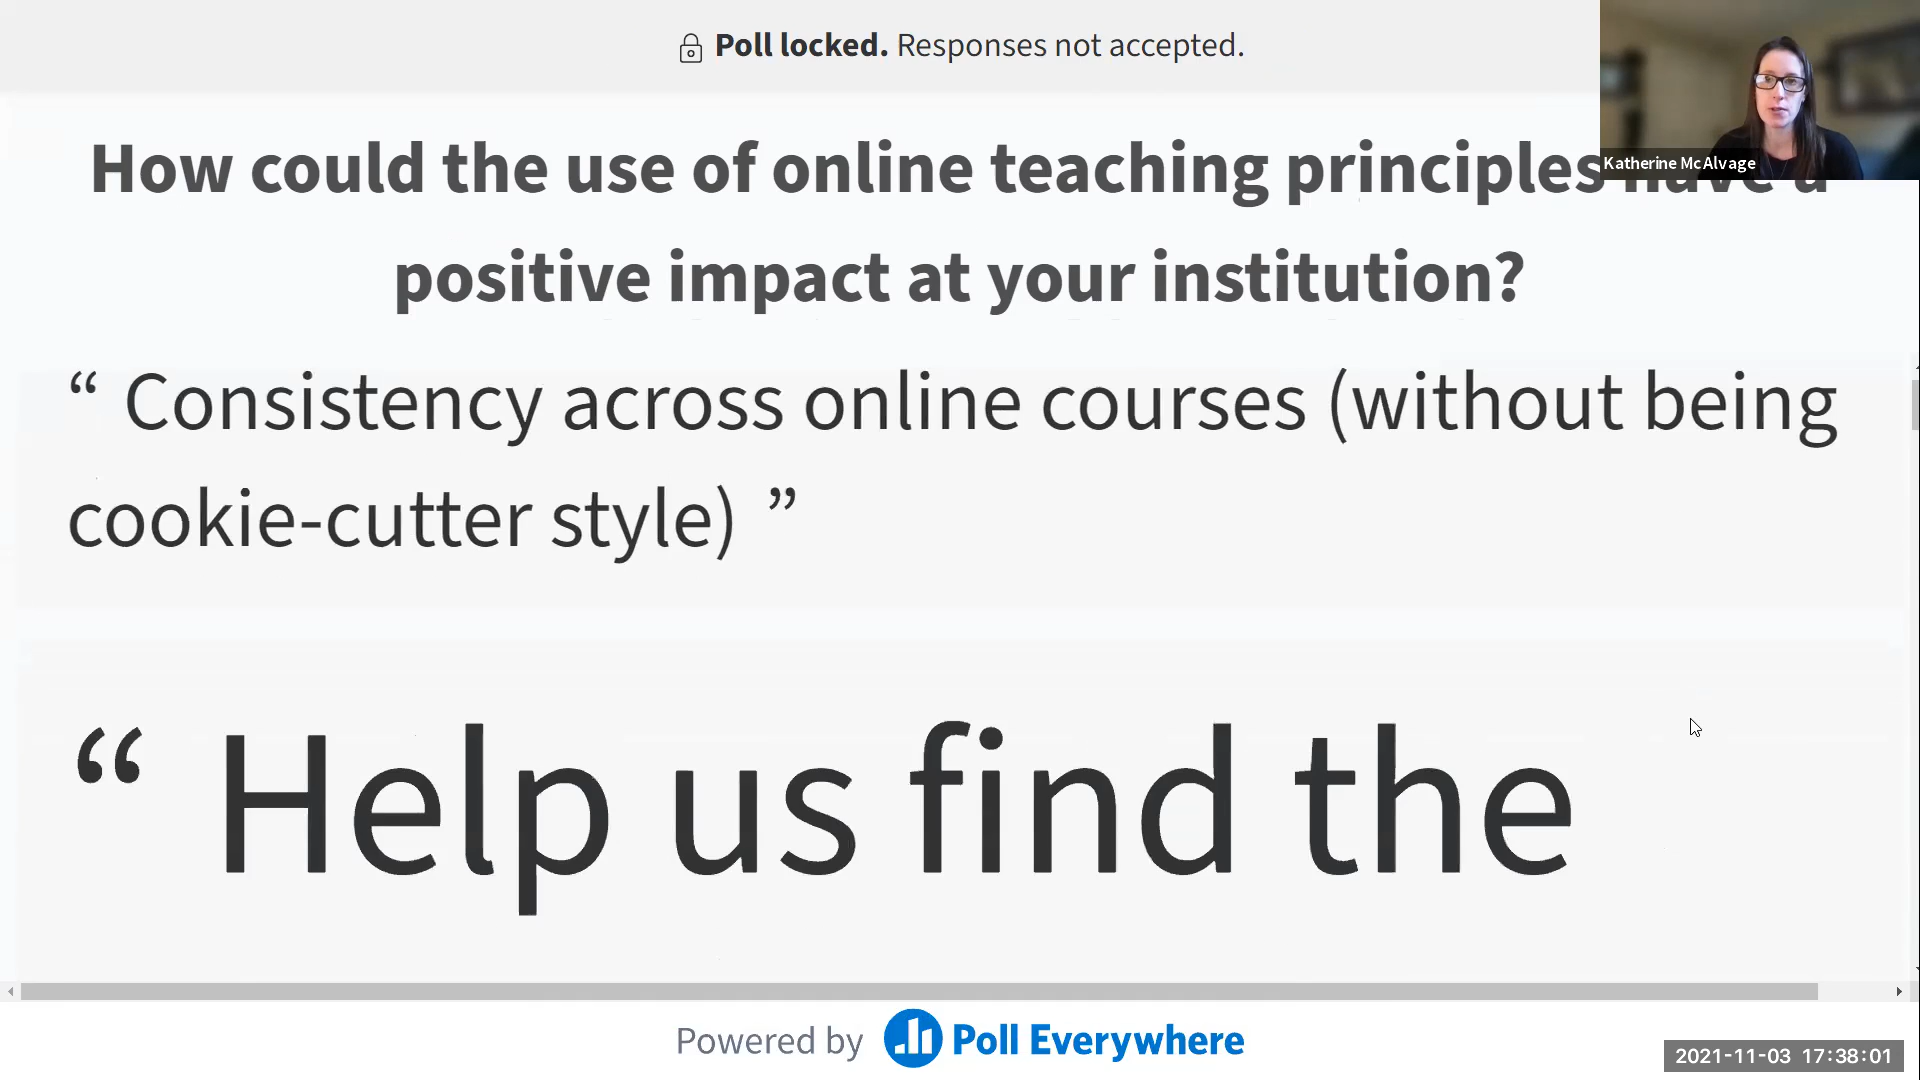 Poll locked. Responses not accepted.
How could the use of online teaching principles have a
Katherine McAlvage
positive impact at your institution?
“ Consistency across online courses (without being
cookie-cutter style) ”
“ Help us find the
Powered by Poll Everywhere
2021-11-03 17:38:01